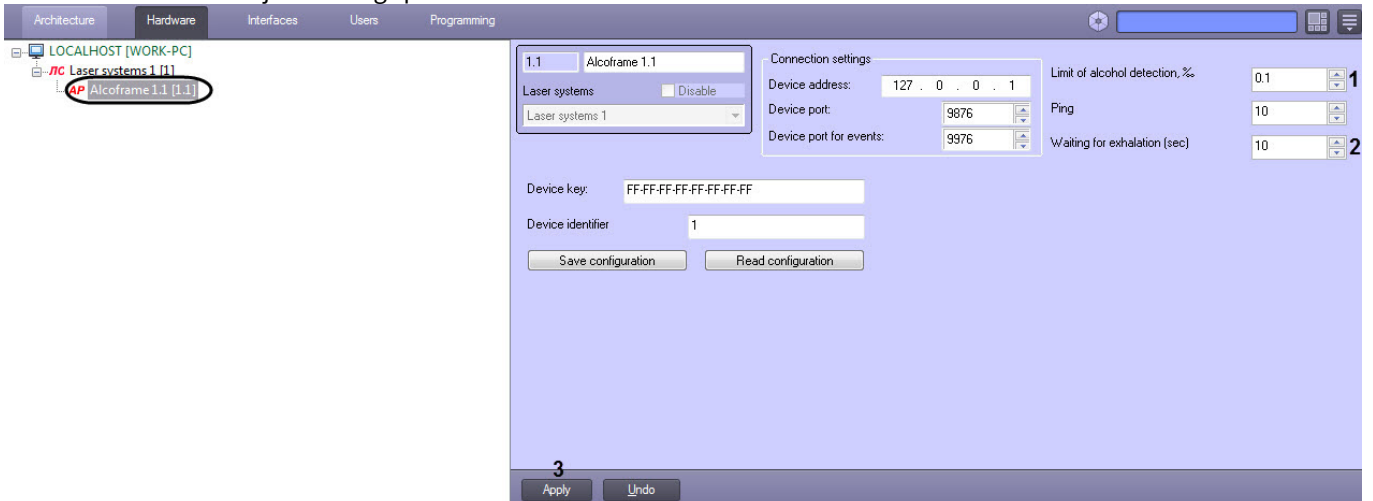 Architecture Hardware Interfaces Users Programming
LOCALHOST [WORK-PC]
ЛС Laser systems 1 [1]
AP Alcoframe 1.1 [1.1]
1.1 Alcoframe 1.1
Laser systems Disable
Laser systems 1
Connection settings
Device address: 127 . 0 . 0 . 1
Device port: 9876
Device port for events: 9976
Limit of alcohol detection, ‰ 0.1 1
Ping 10
Waiting for exhalation (sec) 10 2
Device key: FF-FF-FF-FF-FF-FF-FF-FF
Device identifier 1
Save configuration Read configuration
3
Apply Undo